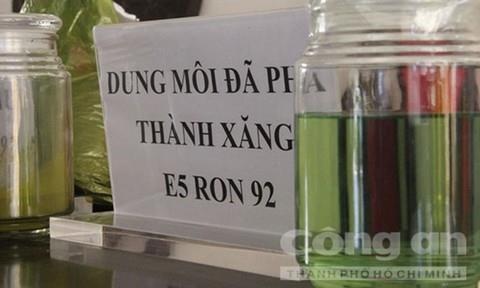 DUNG MÔI ĐÃ PHA
THÀNH XĂNG
E5 RON 92
Công an
THÀNH PHỐ HỒ CHÍ MINH